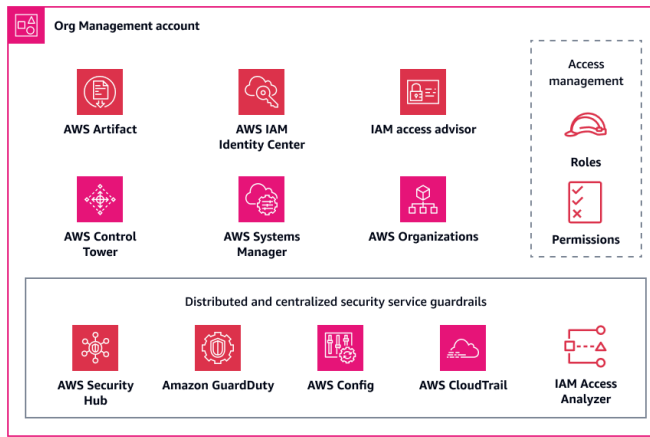 Org Management account
Access
management
AWS Artifact
AWS IAM
Identity Center
IAM access advisor
Roles
AWS Control
Tower
AWS Systems
Manager
AWS Organizations
Permissions
Distributed and centralized security service guardrails
AWS Security
Hub
Amazon GuardDuty
AWS Config
AWS CloudTrail
IAM Access
Analyzer